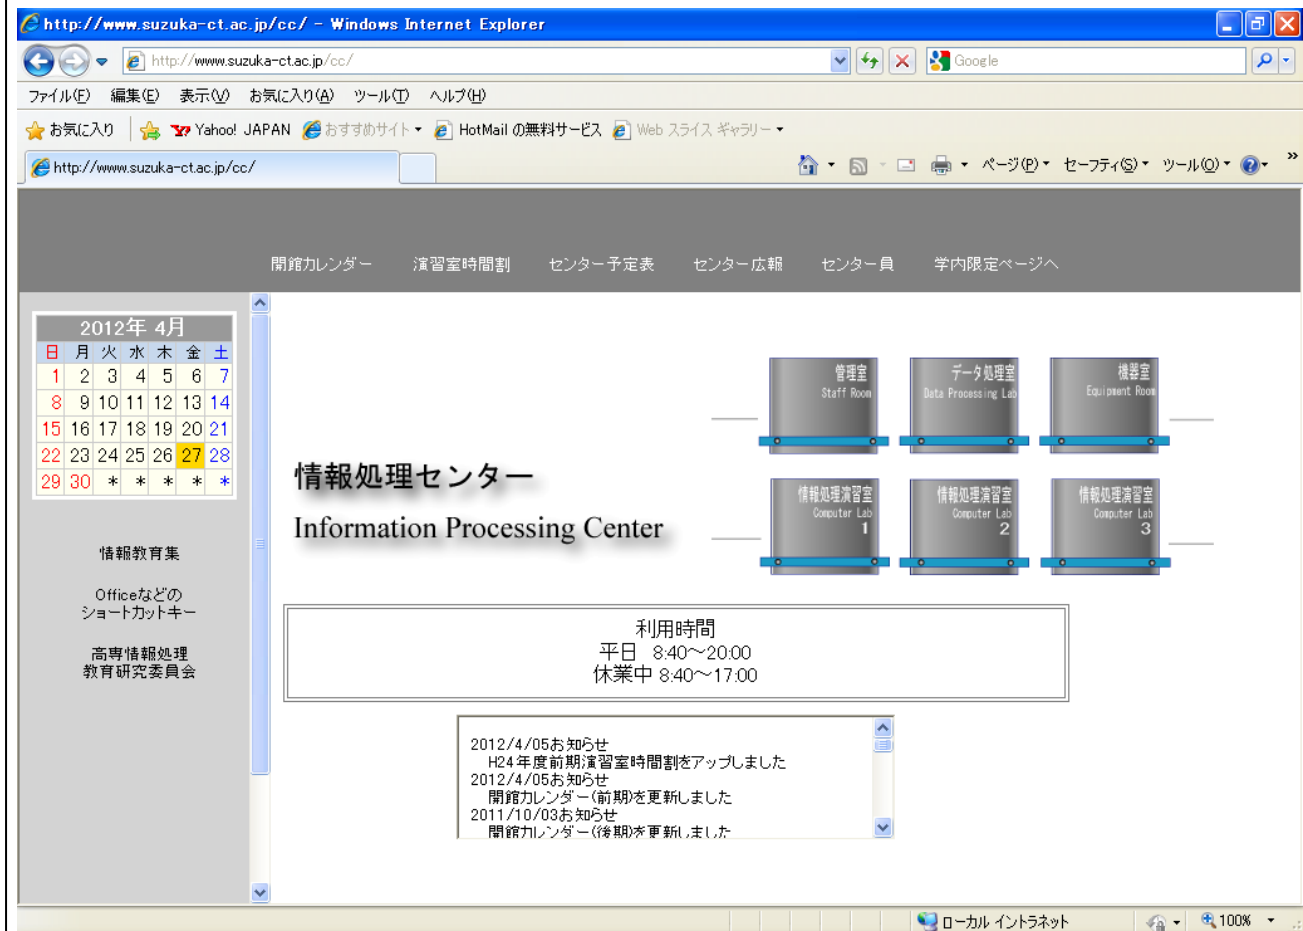 http://www.suzuka-ct.ac.jp/cc/ - Windows Internet Explorer
http://www.suzuka-ct.ac.jp/cc/
Google
ファイル(F) 編集(E) 表示(V) お気に入り(A) ツール(T) ヘルプ(H)
お気に入り Yahoo! JAPAN おすすめサイト HotMail の無料サービス Web スライス ギャラリー
http://www.suzuka-ct.ac.jp/cc/
ページ(P) セーフティ(S) ツール(O) »
開館カレンダー 演習室時間割 センター予定表 センター広報 センター員 学内限定ページへ
2012年 4月
日 月 火 水 木 金 土
1 2 3 4 5 6 7
8 9 10 11 12 13 14
15 16 17 18 19 20 21
22 23 24 25 26 27 28
29 30 * * * * *
情報教育集
Officeなどの
ショートカットキー
高専情報処理
教育研究委員会
情報処理センター
Information Processing Center
管理室
Staff Room
データ処理室
Data Processing Lab
機器室
Equipment Room
情報処理演習室
Computer Lab
1
情報処理演習室
Computer Lab
2
情報処理演習室
Computer Lab
3
利用時間
平日 8:40～20:00
休業中 8:40～17:00
2012/4/05お知らせ
H24年度前期演習室時間割をアップしました
2012/4/05お知らせ
開館カレンダー(前期)を更新しました
2011/10/03お知らせ
開館カレンダー(後期)を更新しました
ローカル イントラネット
100%